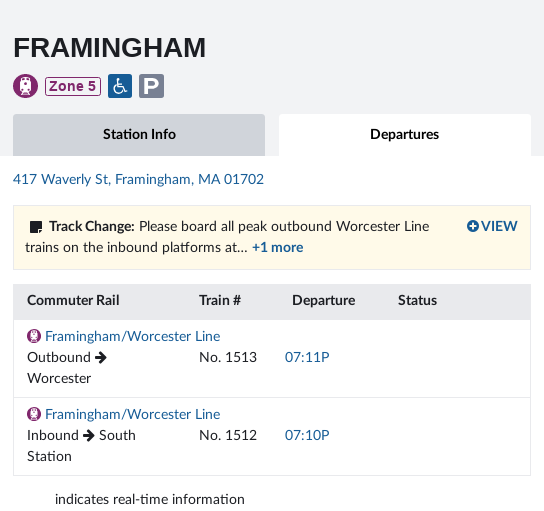 FRAMINGHAM
Zone 5 P
Station Info Departures
417 Waverly St, Framingham, MA 01702
Track Change: Please board all peak outbound Worcester Line VIEW
trains on the inbound platforms at... +1 more
Commuter Rail Train # Departure Status
Framingham/Worcester Line
Outbound → No. 1513 07:11P
Worcester
Framingham/Worcester Line
Inbound → South No. 1512 07:10P
Station
indicates real-time information